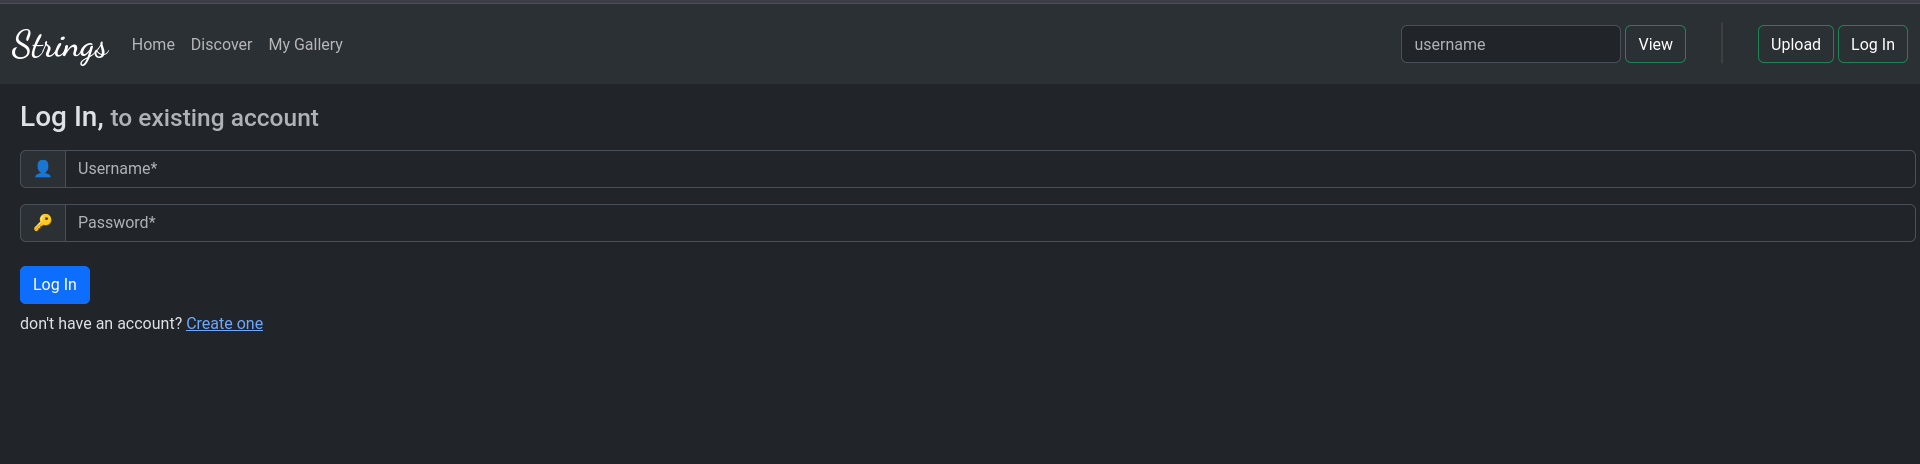 Strings Home Discover My Gallery username View Upload Log In
Log In, to existing account
Username*
Password*
Log In
don't have an account? Create one